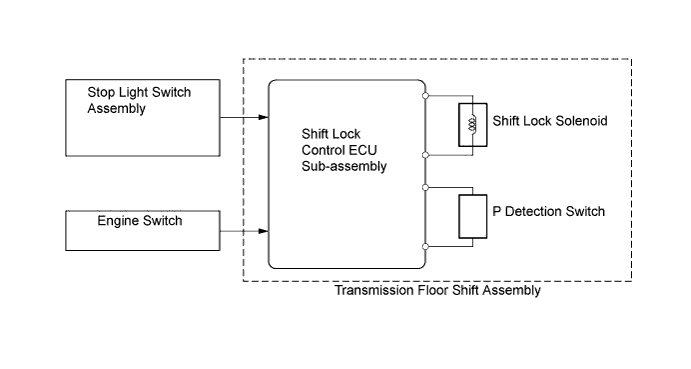 Stop Light Switch
Assembly
Shift Lock
Control ECU
Sub-assembly
Shift Lock Solenoid
Engine Switch
P Detection Switch
Transmission Floor Shift Assembly